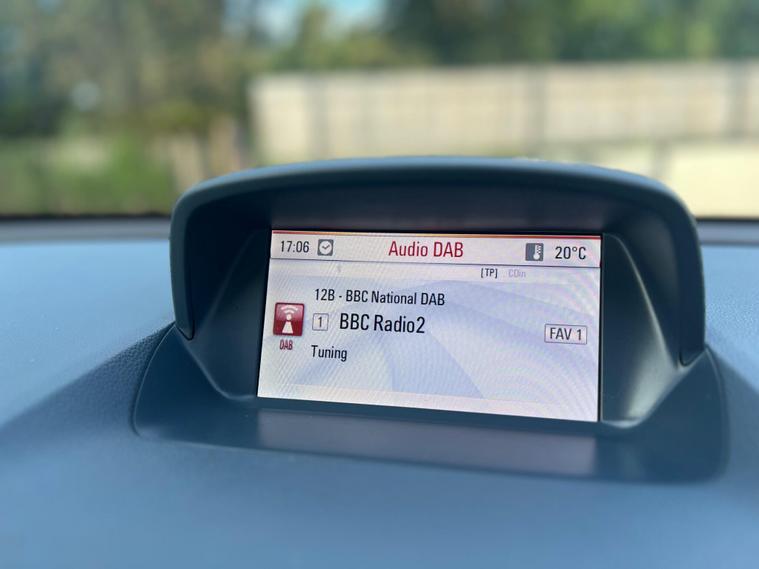 17:06 Audio DAB 20°C
[TP] CDin
12B - BBC National DAB
1 BBC Radio2 FAV 1
DAB
Tuning